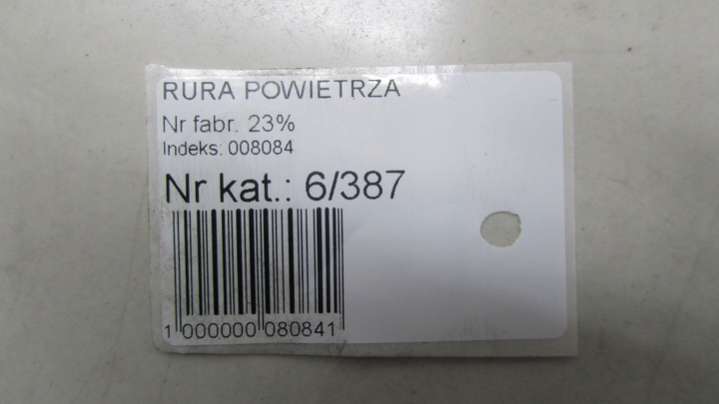 RURA POWIETRZA
Nr fabr. 23%
Indeks: 008084
Nr kat.: 6/387
1 000000 080841